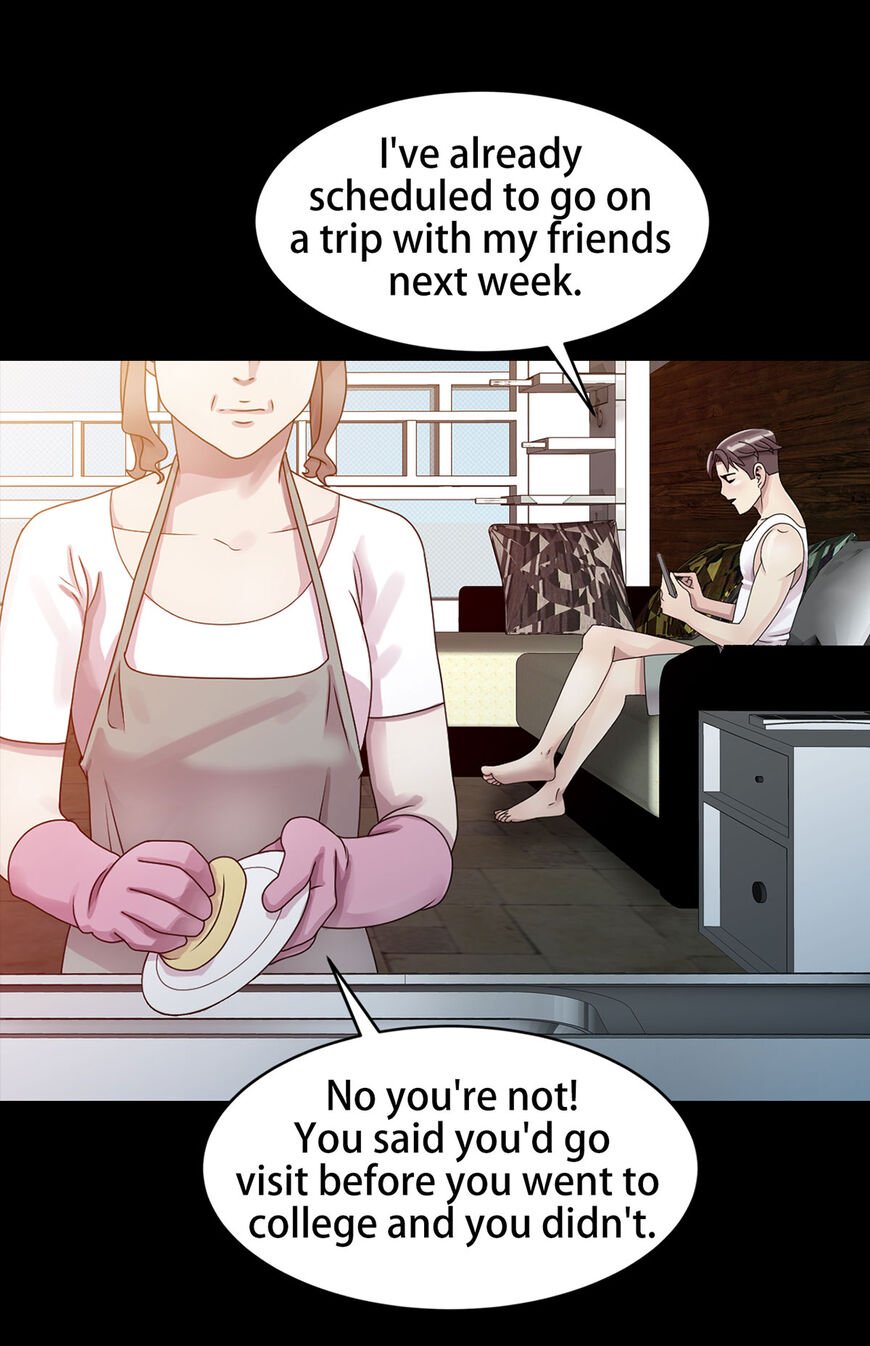 I've already
scheduled to go on
a trip with my friends
next week.
No you're not!
You said you'd go
visit before you went to
college and you didn't.